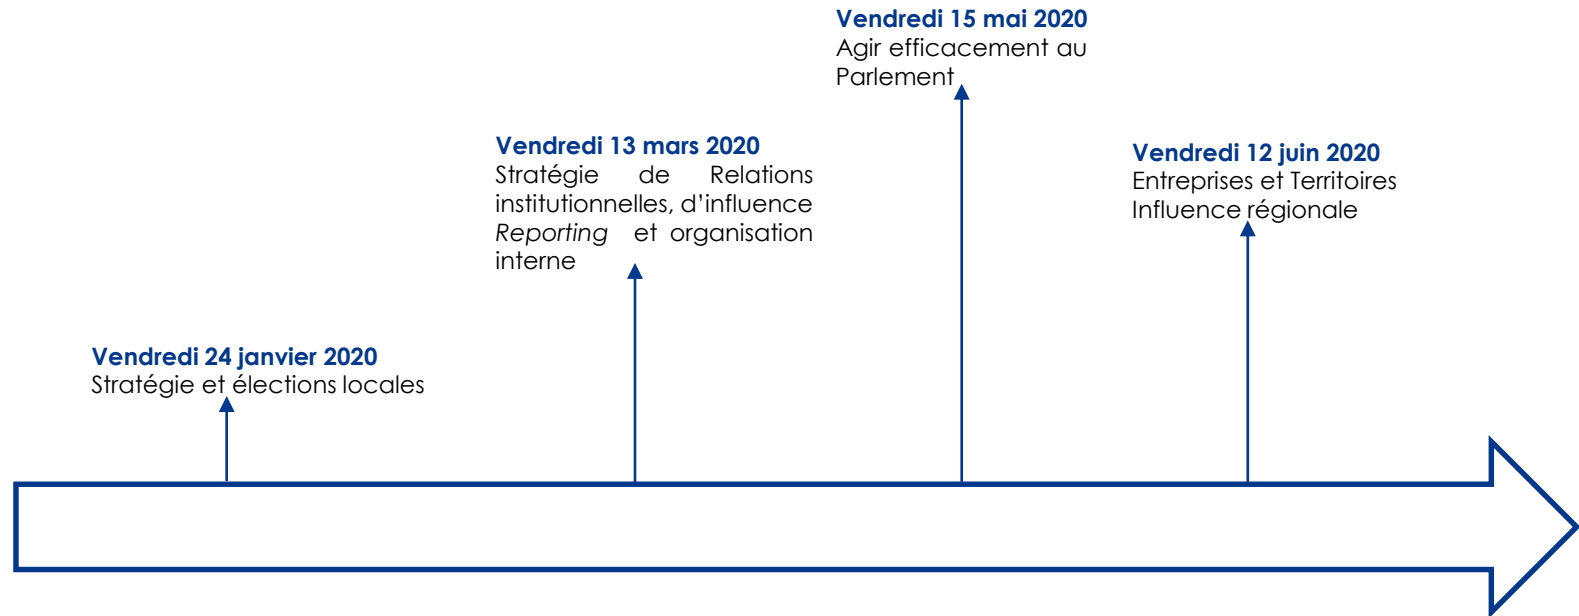 Vendredi 15 mai 2020
Agir efficacement au
Parlement
Vendredi 13 mars 2020
Stratégie de Relations
institutionnelles, d’influence
Reporting et organisation
interne
Vendredi 12 juin 2020
Entreprises et Territoires
Influence régionale
Vendredi 24 janvier 2020
Stratégie et élections locales